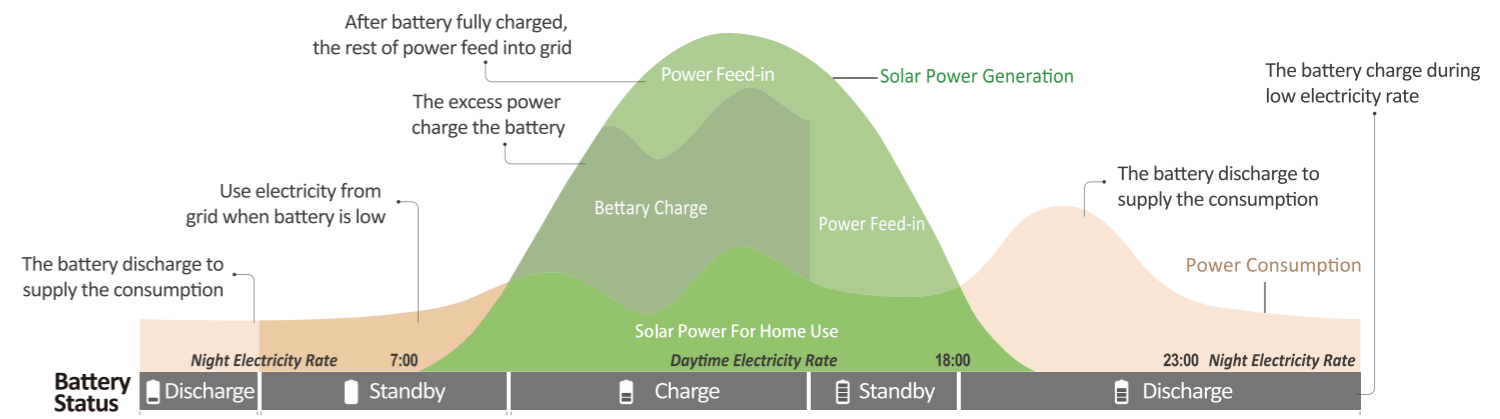 After battery fully charged,
the rest of power feed into grid
Power Feed-in
Solar Power Generation
The battery charge during
low electricity rate
The excess power
charge the battery
The battery discharge to
supply the consumption
Use electricity from
grid when battery is low
Bettary Charge
Power Feed-in
The battery discharge to
supply the consumption
Power Consumption
Solar Power For Home Use
Night Electricity Rate 7:00 Daytime Electricity Rate 18:00 23:00 Night Electricity Rate
Battery
Status
Discharge Standby Charge Standby Discharge